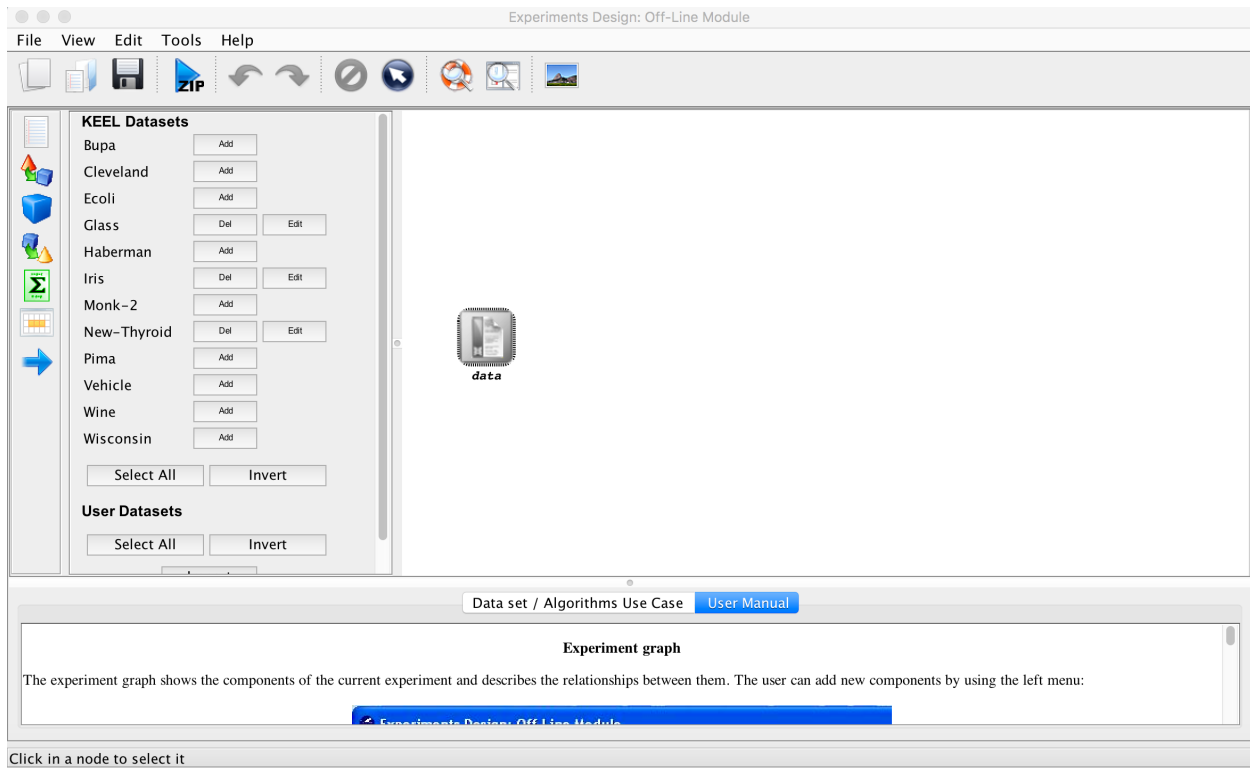 Experiments Design: Off-Line Module
File View Edit Tools Help
ZIP
KEEL Datasets
Bupa Add
Cleveland Add
Ecoli Add
Glass Del Edit
Haberman Add
Iris Del Edit
Monk-2 Add
New-Thyroid Del Edit
Pima Add
Vehicle Add
Wine Add
Wisconsin Add
Select All Invert
User Datasets
Select All Invert
Σ
data
Data set / Algorithms Use Case User Manual
Experiment graph
The experiment graph shows the components of the current experiment and describes the relationships between them. The user can add new components by using the left menu:
Experiments Design: Off-Line Module
Click in a node to select it